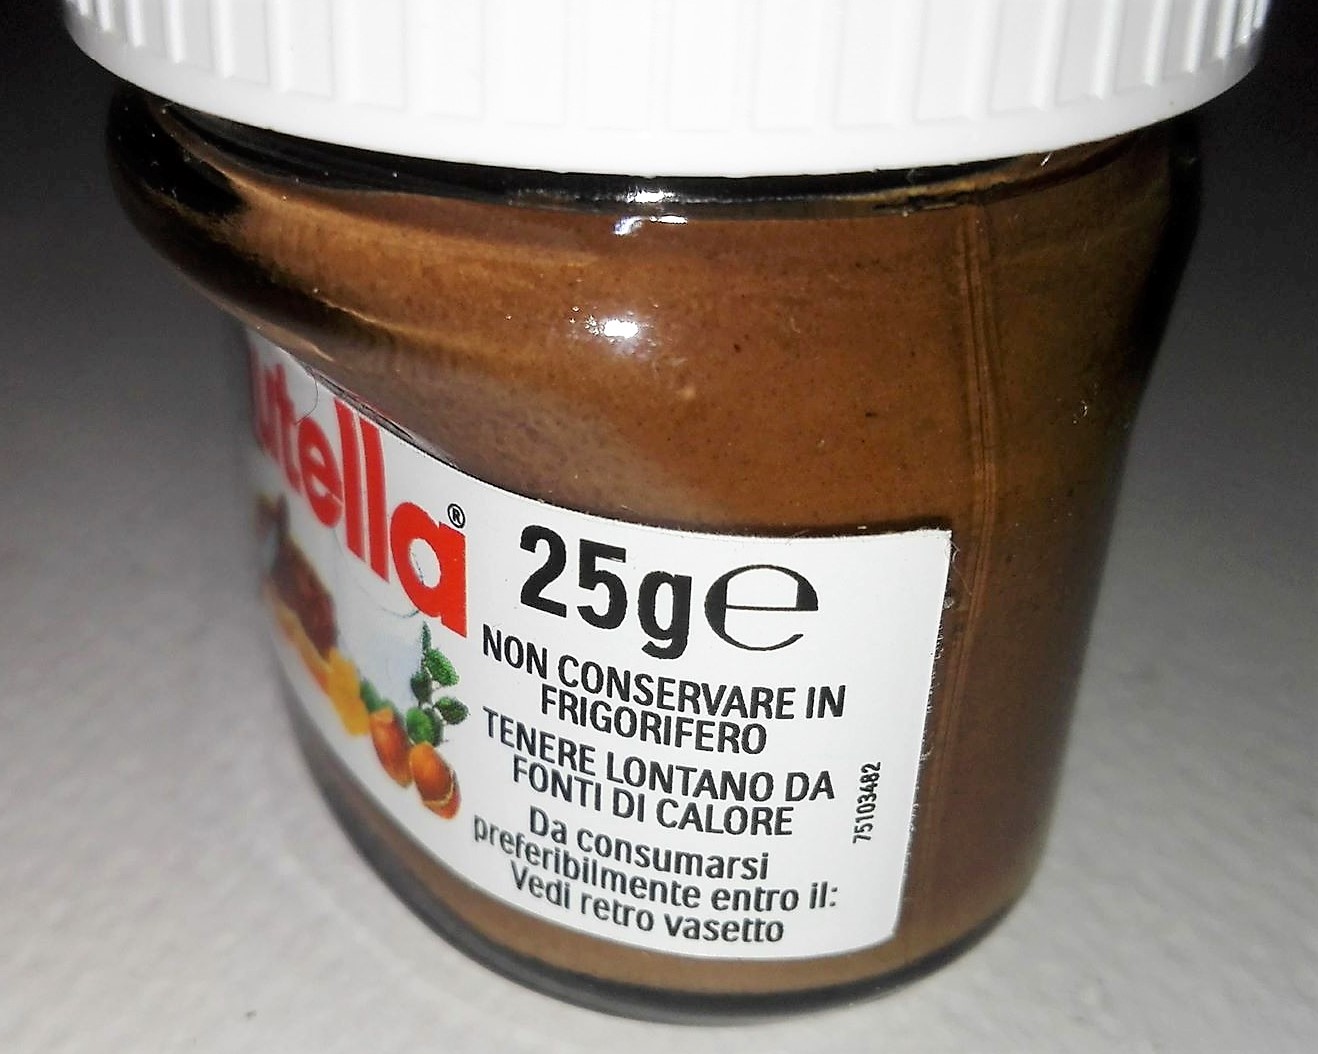 nutella®
25g℮
NON CONSERVARE IN
FRIGORIFERO
TENERE LONTANO DA
FONTI DI CALORE
Da consumarsi
preferibilmente entro il:
Vedi retro vasetto
75103482